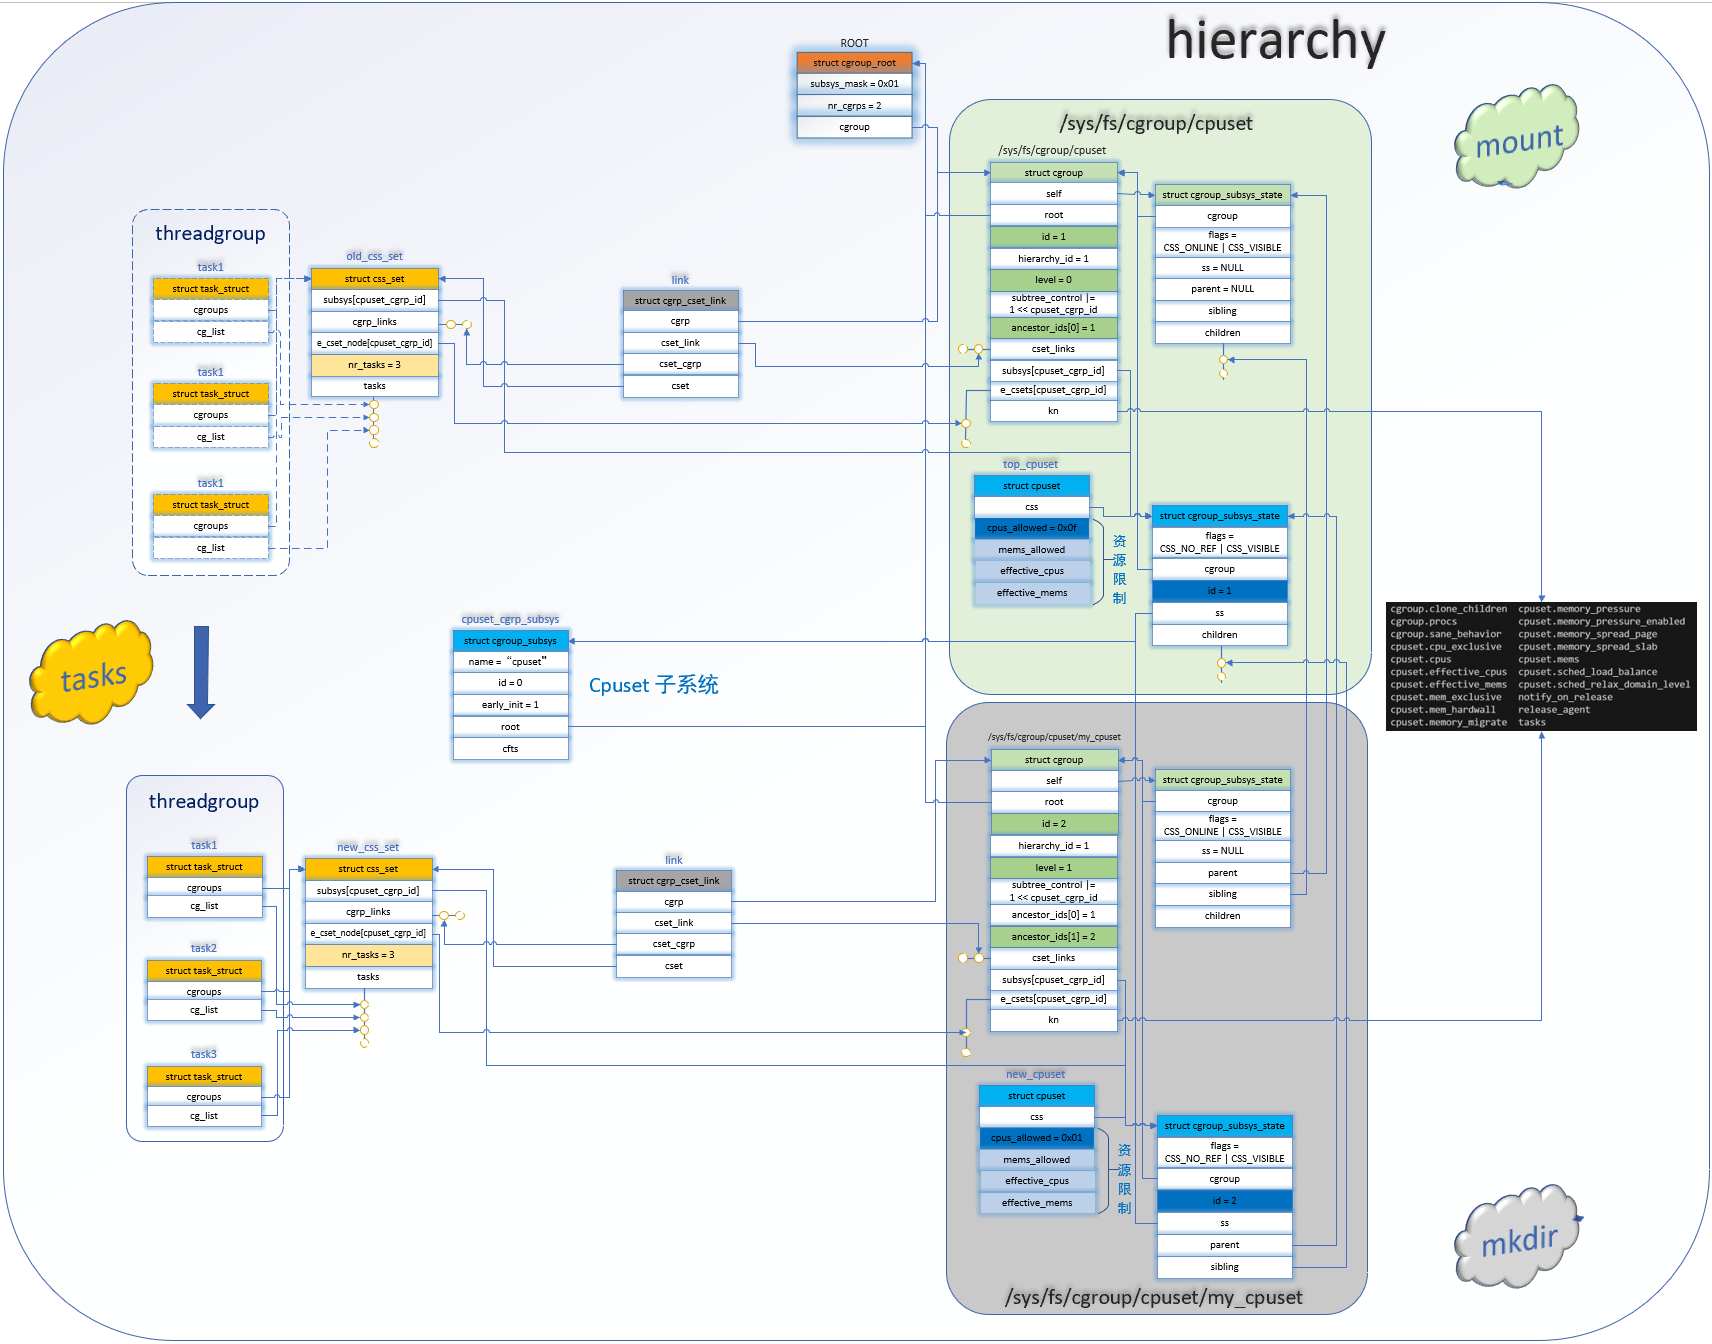 hierarchy
ROOT
struct cgroup_root
subsys_mask = 0x01
nr_cgrps = 2
cgroup
mount
/sys/fs/cgroup/cpuset
/sys/fs/cgroup/cpuset
struct cgroup
self
root
id = 1
hierarchy_id = 1
level = 0
subtree_control |=
1 << cpuset_cgrp_id
ancestor_ids[0] = 1
cset_links
subsys[cpuset_cgrp_id]
e_csets[cpuset_cgrp_id]
kn
struct cgroup_subsys_state
cgroup
flags =
CSS_ONLINE | CSS_VISIBLE
ss = NULL
parent = NULL
sibling
children
threadgroup
task1
struct task_struct
cgroups
cg_list
task1
struct task_struct
cgroups
cg_list
task1
struct task_struct
cgroups
cg_list
old_css_set
struct css_set
subsys[cpuset_cgrp_id]
cgrp_links
e_cset_node[cpuset_cgrp_id]
nr_tasks = 3
tasks
link
struct cgrp_cset_link
cgrp
cset_link
cset_cgrp
cset
top_cpuset
struct cpuset
css
cpus_allowed = 0x0f
mems_allowed
effective_cpus
effective_mems
资
源
限
制
struct cgroup_subsys_state
flags =
CSS_NO_REF | CSS_VISIBLE
cgroup
id = 1
ss
children
cgroup.clone_children cpuset.memory_pressure
cgroup.procs cpuset.memory_pressure_enabled
cgroup.sane_behavior cpuset.memory_spread_page
cpuset.cpu_exclusive cpuset.memory_spread_slab
cpuset.cpus cpuset.mems
cpuset.effective_cpus cpuset.sched_load_balance
cpuset.effective_mems cpuset.sched_relax_domain_level
cpuset.mem_exclusive notify_on_release
cpuset.mem_hardwall release_agent
cpuset.memory_migrate tasks
tasks
cpuset_cgrp_subsys
struct cgroup_subsys
name = “cpuset”
id = 0
early_init = 1
root
cfts
Cpuset 子系统
threadgroup
task1
struct task_struct
cgroups
cg_list
task2
struct task_struct
cgroups
cg_list
task3
struct task_struct
cgroups
cg_list
new_css_set
struct css_set
subsys[cpuset_cgrp_id]
cgrp_links
e_cset_node[cpuset_cgrp_id]
nr_tasks = 3
tasks
link
struct cgrp_cset_link
cgrp
cset_link
cset_cgrp
cset
/sys/fs/cgroup/cpuset/my_cpuset
struct cgroup
self
root
id = 2
hierarchy_id = 1
level = 1
subtree_control |=
1 << cpuset_cgrp_id
ancestor_ids[0] = 1
ancestor_ids[1] = 2
cset_links
subsys[cpuset_cgrp_id]
e_csets[cpuset_cgrp_id]
kn
struct cgroup_subsys_state
cgroup
flags =
CSS_ONLINE | CSS_VISIBLE
ss = NULL
parent
sibling
children
new_cpuset
struct cpuset
css
cpus_allowed = 0x01
mems_allowed
effective_cpus
effective_mems
资
源
限
制
struct cgroup_subsys_state
flags =
CSS_NO_REF | CSS_VISIBLE
cgroup
id = 2
ss
parent
sibling
/sys/fs/cgroup/cpuset/my_cpuset
mkdir